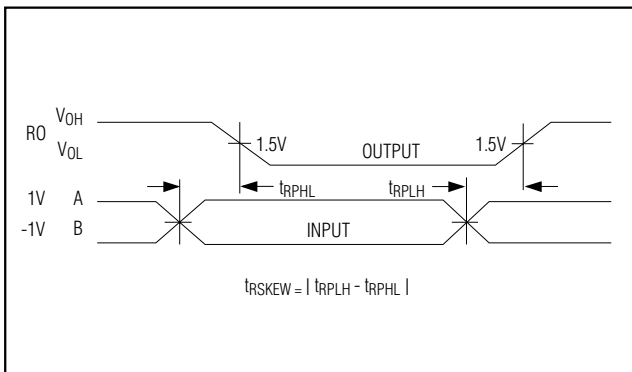 RO VOH
VOL
1.5V
OUTPUT
1.5V
tRPHL
tRPLH
1V A
-1V B
INPUT
tRSKEW = | tRPLH - tRPHL |